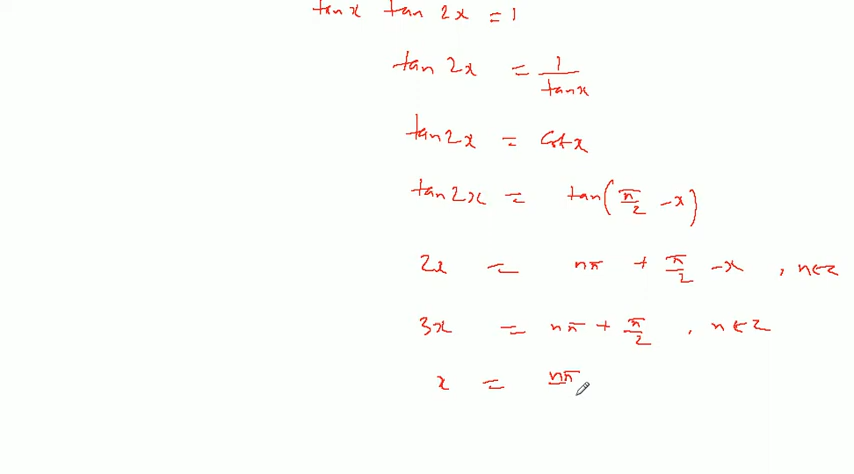 tan x tan 2x = 1
tan 2x = 1/tan x
tan 2x = cot x
tan 2x = tan(π/2 - x)
2x = nπ + π/2 - x , n ∈ Z
3x = nπ + π/2 , n ∈ Z
x = nπ